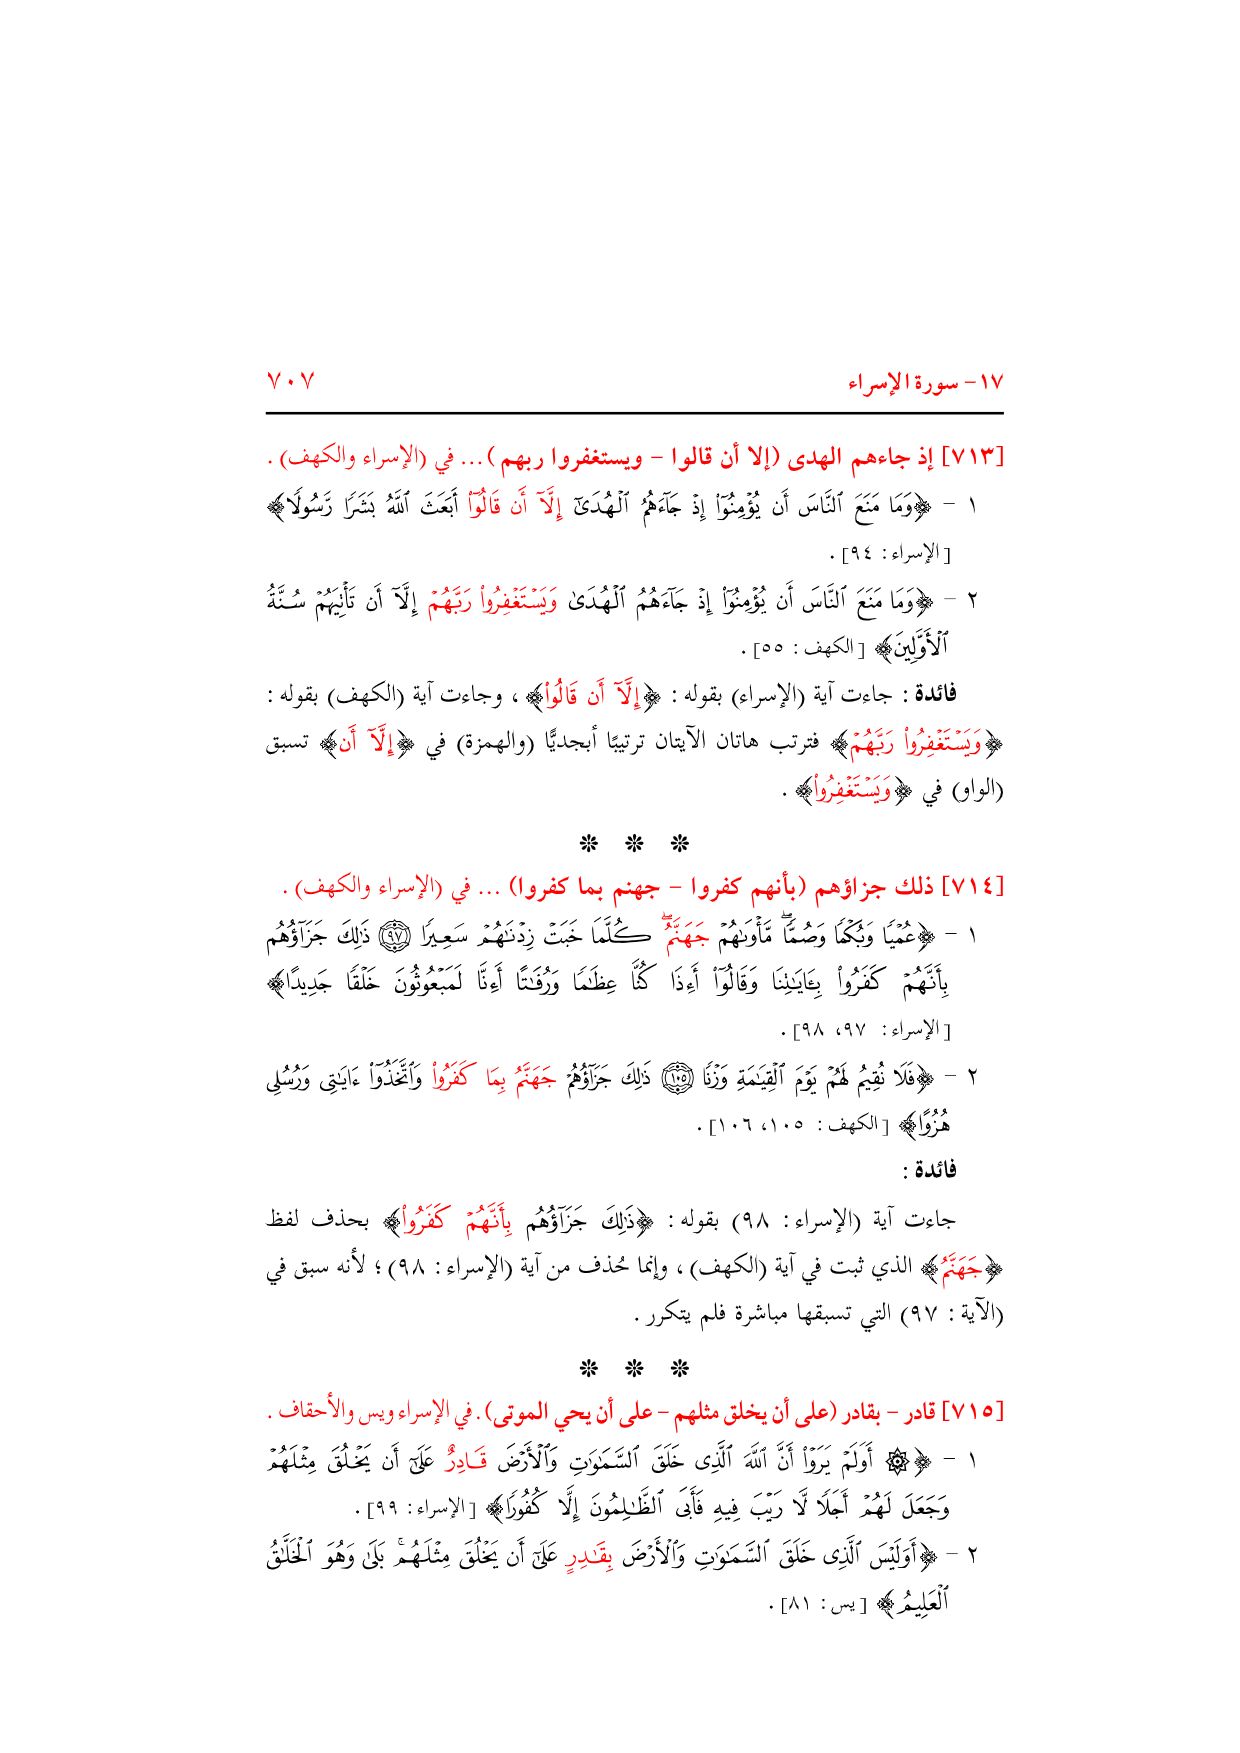 ١٧- سورة الإسراء ٧٠٧
[٧١٣] إذ جاءهم الهدى (إلا أن قالوا - ويستغفروا ربهم)... في (الإسراء والكهف).
١ - ﴿وَمَا مَنَعَ ٱلنَّاسَ أَن يُؤْمِنُوٓا۟ إِذْ جَآءَهُمُ ٱلْهُدَىٰٓ إِلَّآ أَن قَالُوٓا۟ أَبَعَثَ ٱللَّهُ بَشَرًا رَّسُولًا﴾
[الإسراء: ٩٤].
٢ - ﴿وَمَا مَنَعَ ٱلنَّاسَ أَن يُؤْمِنُوٓا۟ إِذْ جَآءَهُمُ ٱلْهُدَىٰ وَيَسْتَغْفِرُوا۟ رَبَّهُمْ إِلَّآ أَن تَأْتِيَهُمْ سُنَّةُ
ٱلْأَوَّلِينَ﴾ [الكهف: ٥٥].
فائدة: جاءت آية (الإسراء) بقوله: ﴿إِلَّآ أَن قَالُوٓا۟﴾، وجاءت آية (الكهف) بقوله:
﴿وَيَسْتَغْفِرُوا۟ رَبَّهُمْ﴾ فترتب هاتان الآيتان ترتيبًا أبجديًّا (والهمزة) في ﴿إِلَّآ أَن﴾ تسبق
(الواو) في ﴿وَيَسْتَغْفِرُوا۟﴾.
❊ ❊ ❊
[٧١٤] ذلك جزاؤهم (بأنهم كفروا - جهنم بما كفروا) ... في (الإسراء والكهف).
١ - ﴿عُمْيًا وَبُكْمًا وَصُمًّا ۖ مَّأْوَىٰهُمْ جَهَنَّمُ ۖ كُلَّمَا خَبَتْ زِدْنَٰهُمْ سَعِيرًا ﴿٩٧﴾ ذَٰلِكَ جَزَآؤُهُم
بِأَنَّهُمْ كَفَرُوا۟ بِـَٔايَٰتِنَا وَقَالُوٓا۟ أَءِذَا كُنَّا عِظَٰمًا وَرُفَٰتًا أَءِنَّا لَمَبْعُوثُونَ خَلْقًا جَدِيدًا﴾
[الإسراء: ٩٧، ٩٨].
٢ - ﴿فَلَا نُقِيمُ لَهُمْ يَوْمَ ٱلْقِيَٰمَةِ وَزْنًا ﴿١٠٥﴾ ذَٰلِكَ جَزَآؤُهُمْ جَهَنَّمُ بِمَا كَفَرُوا۟ وَٱتَّخَذُوٓا۟ ءَايَٰتِى وَرُسُلِى
هُزُوًا﴾ [الكهف: ١٠٥، ١٠٦].
فائدة:
جاءت آية (الإسراء: ٩٨) بقوله: ﴿ذَٰلِكَ جَزَآؤُهُم بِأَنَّهُمْ كَفَرُوا۟﴾ بحذف لفظ
﴿جَهَنَّمُ﴾ الذي ثبت في آية (الكهف)، وإنما حُذف من آية (الإسراء: ٩٨)؛ لأنه سبق في
(الآية: ٩٧) التي تسبقها مباشرة فلم يتكرر.
❊ ❊ ❊
[٧١٥] قادر - بقادر (على أن يخلق مثلهم - على أن يحي الموتى). في الإسراء ويس والأحقاف.
١ - ﴿۞ أَوَلَمْ يَرَوْا۟ أَنَّ ٱللَّهَ ٱلَّذِى خَلَقَ ٱلسَّمَٰوَٰتِ وَٱلْأَرْضَ قَادِرٌ عَلَىٰٓ أَن يَخْلُقَ مِثْلَهُمْ
وَجَعَلَ لَهُمْ أَجَلًا لَّا رَيْبَ فِيهِ فَأَبَى ٱلظَّٰلِمُونَ إِلَّا كُفُورًا﴾ [الإسراء: ٩٩].
٢ - ﴿أَوَلَيْسَ ٱلَّذِى خَلَقَ ٱلسَّمَٰوَٰتِ وَٱلْأَرْضَ بِقَٰدِرٍ عَلَىٰٓ أَن يَخْلُقَ مِثْلَهُم ۚ بَلَىٰ وَهُوَ ٱلْخَلَّٰقُ
ٱلْعَلِيمُ﴾ [يس: ٨١].